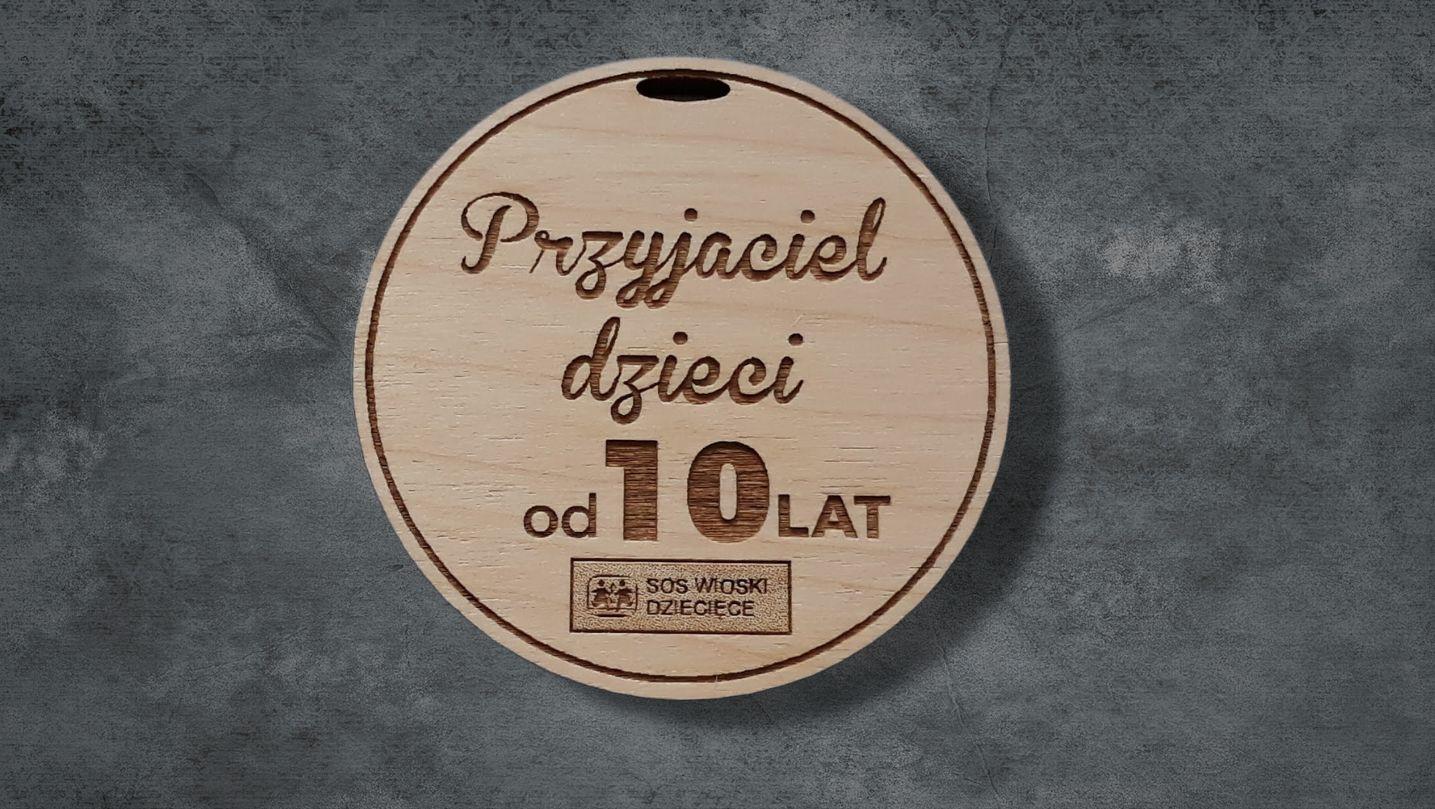 Przyjaciel
dzieci
od 10 LAT
SOS WIOSKI
DZIECIĘCE